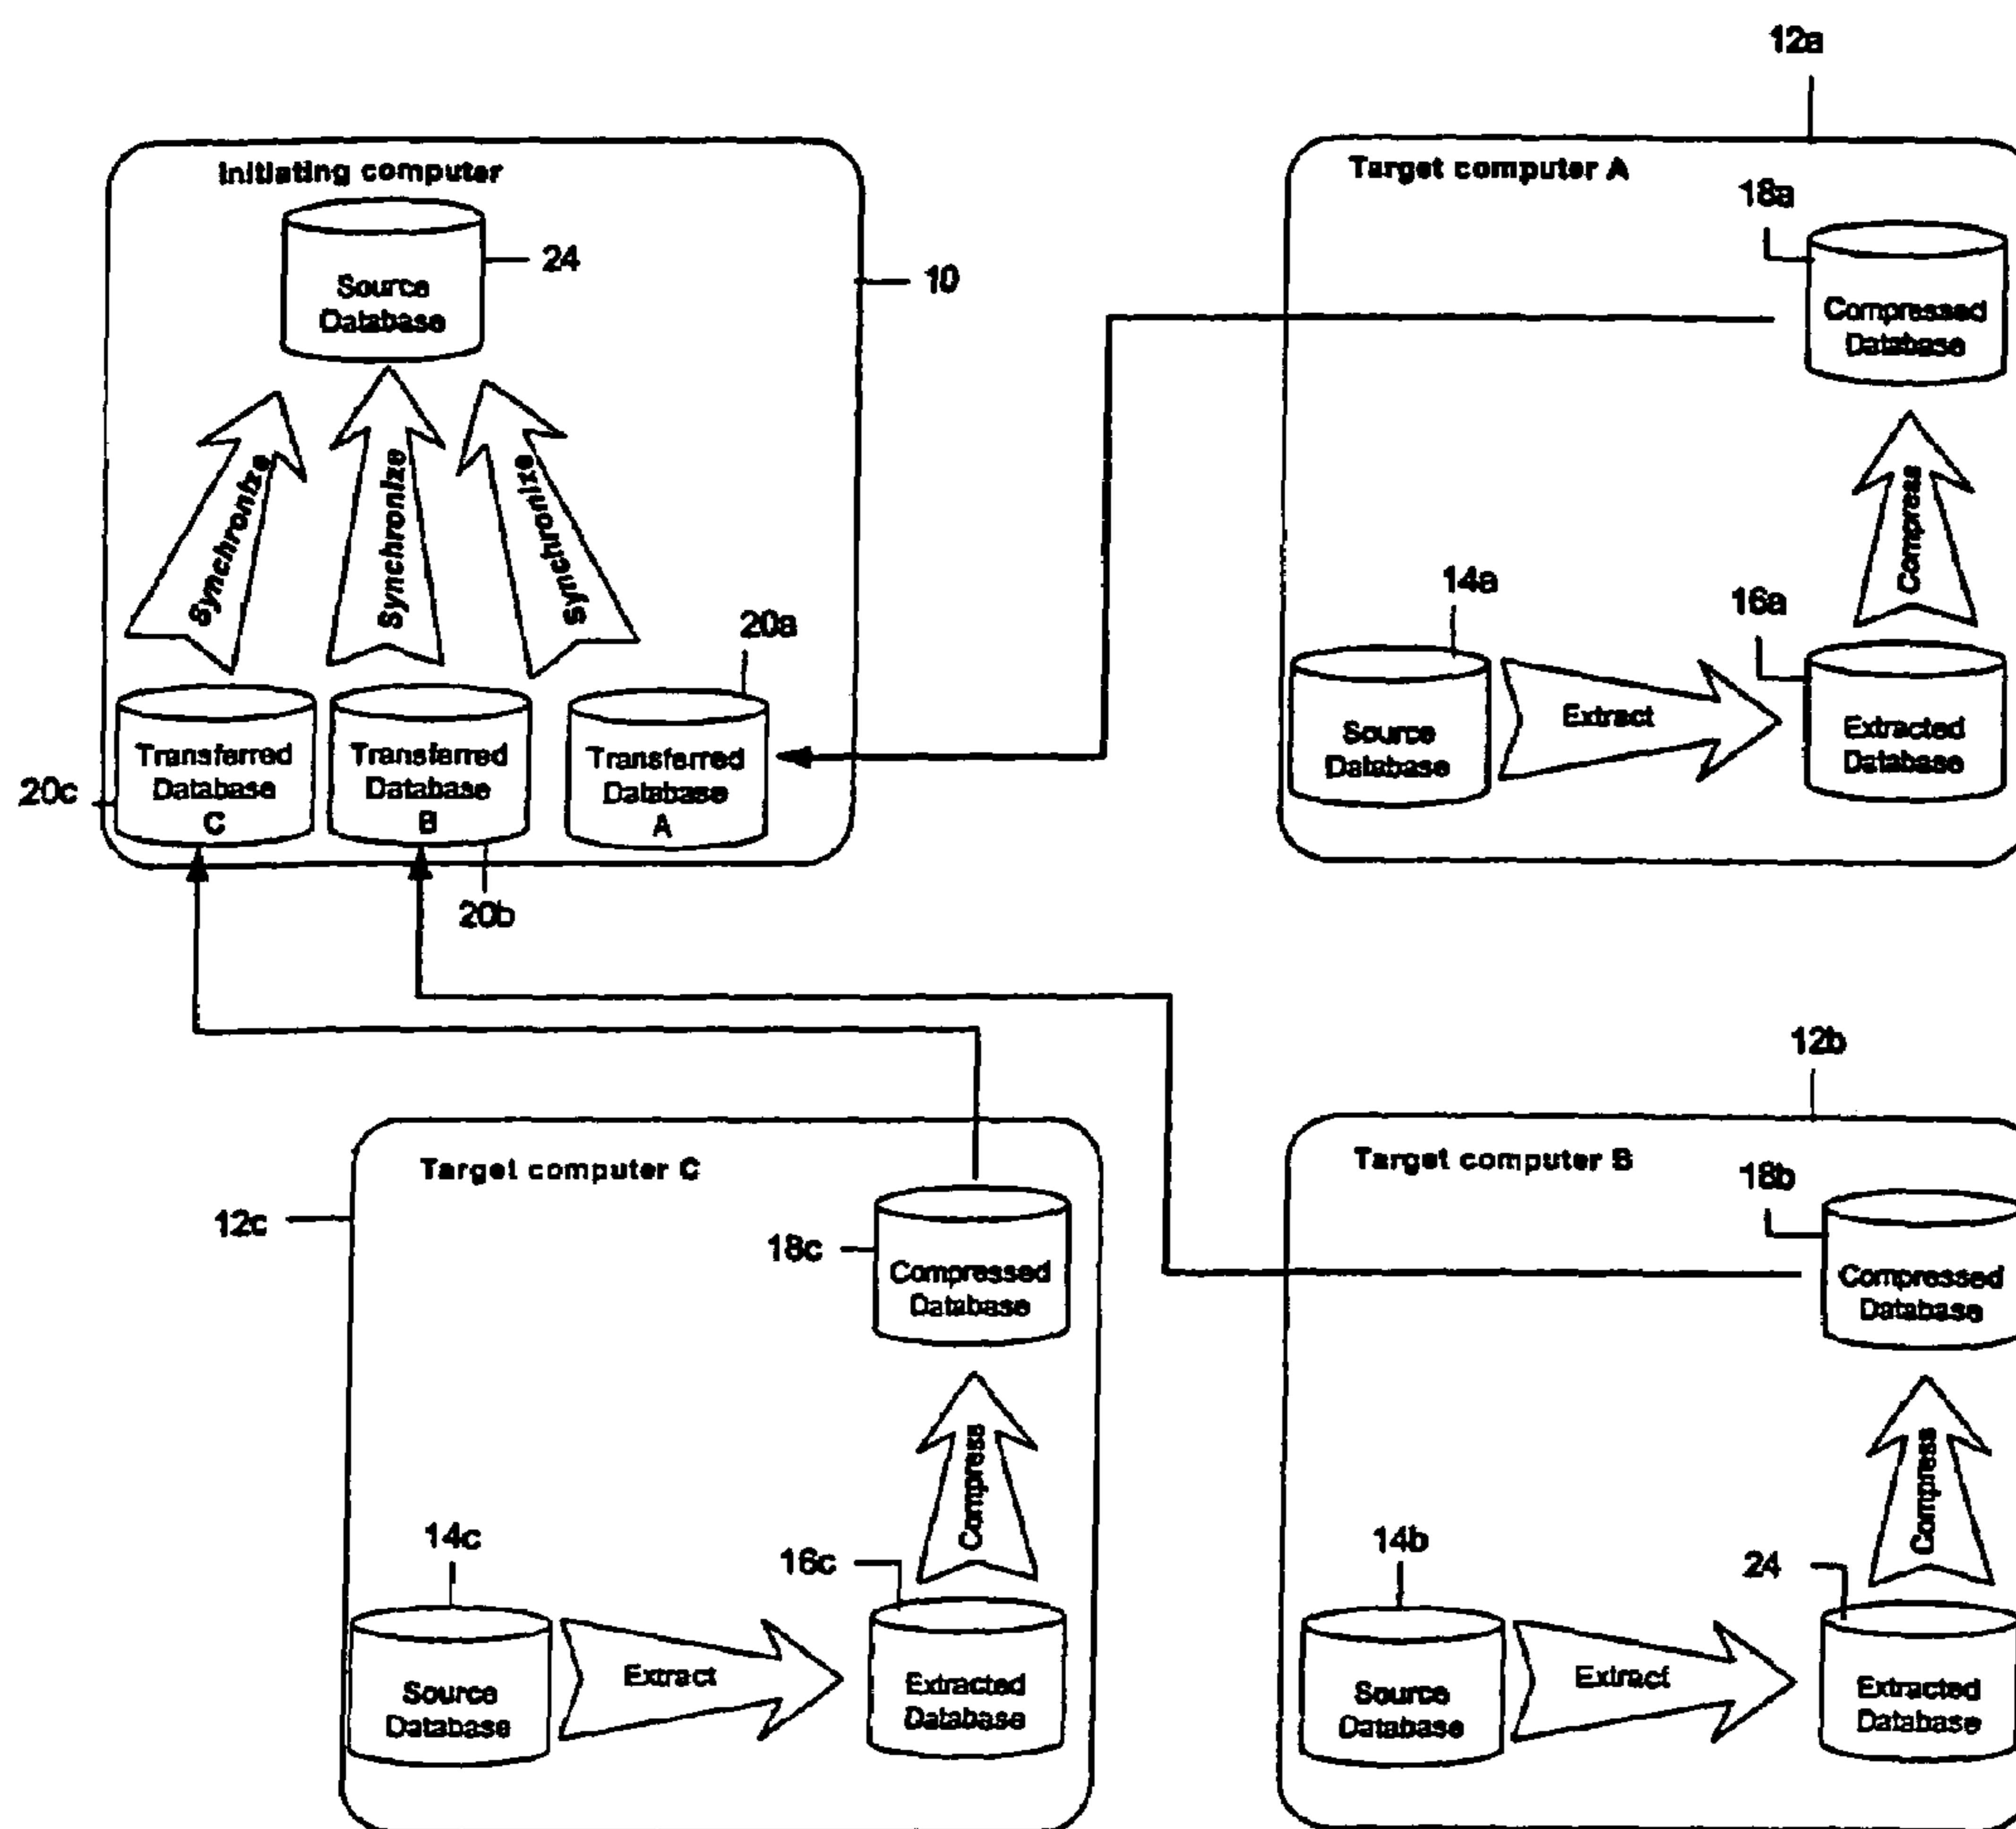 12a
Initiating computer
Source
Database
24
10
Synchronize
Synchronize
Synchronize
20a
Transferred
Database
C
Transferred
Database
B
Transferred
Database
A
20c
20b
Target computer A
18a
Compressed
Database
Compress
14a
16a
Source
Database
Extract
Extracted
Database
Target computer C
12c
18c
Compressed
Database
Compress
14c
16c
Source
Database
Extract
Extracted
Database
12b
Target computer B
18b
Compressed
Database
Compress
14b
24
Source
Database
Extract
Extracted
Database